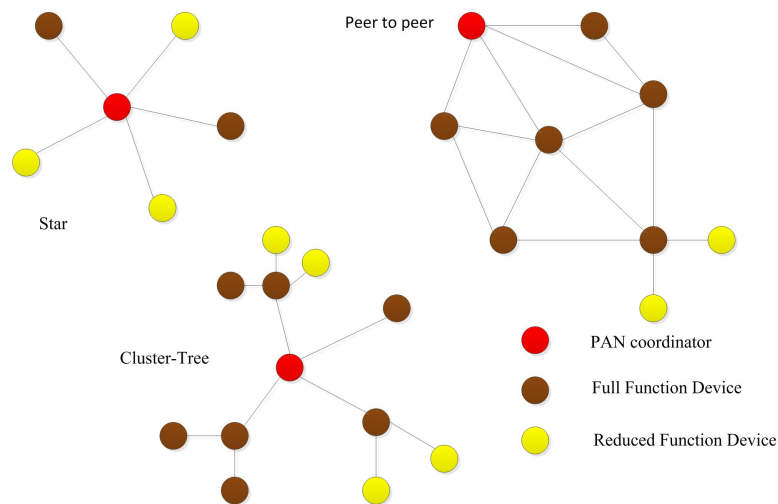 Peer to peer
Star
Cluster-Tree
PAN coordinator
Full Function Device
Reduced Function Device